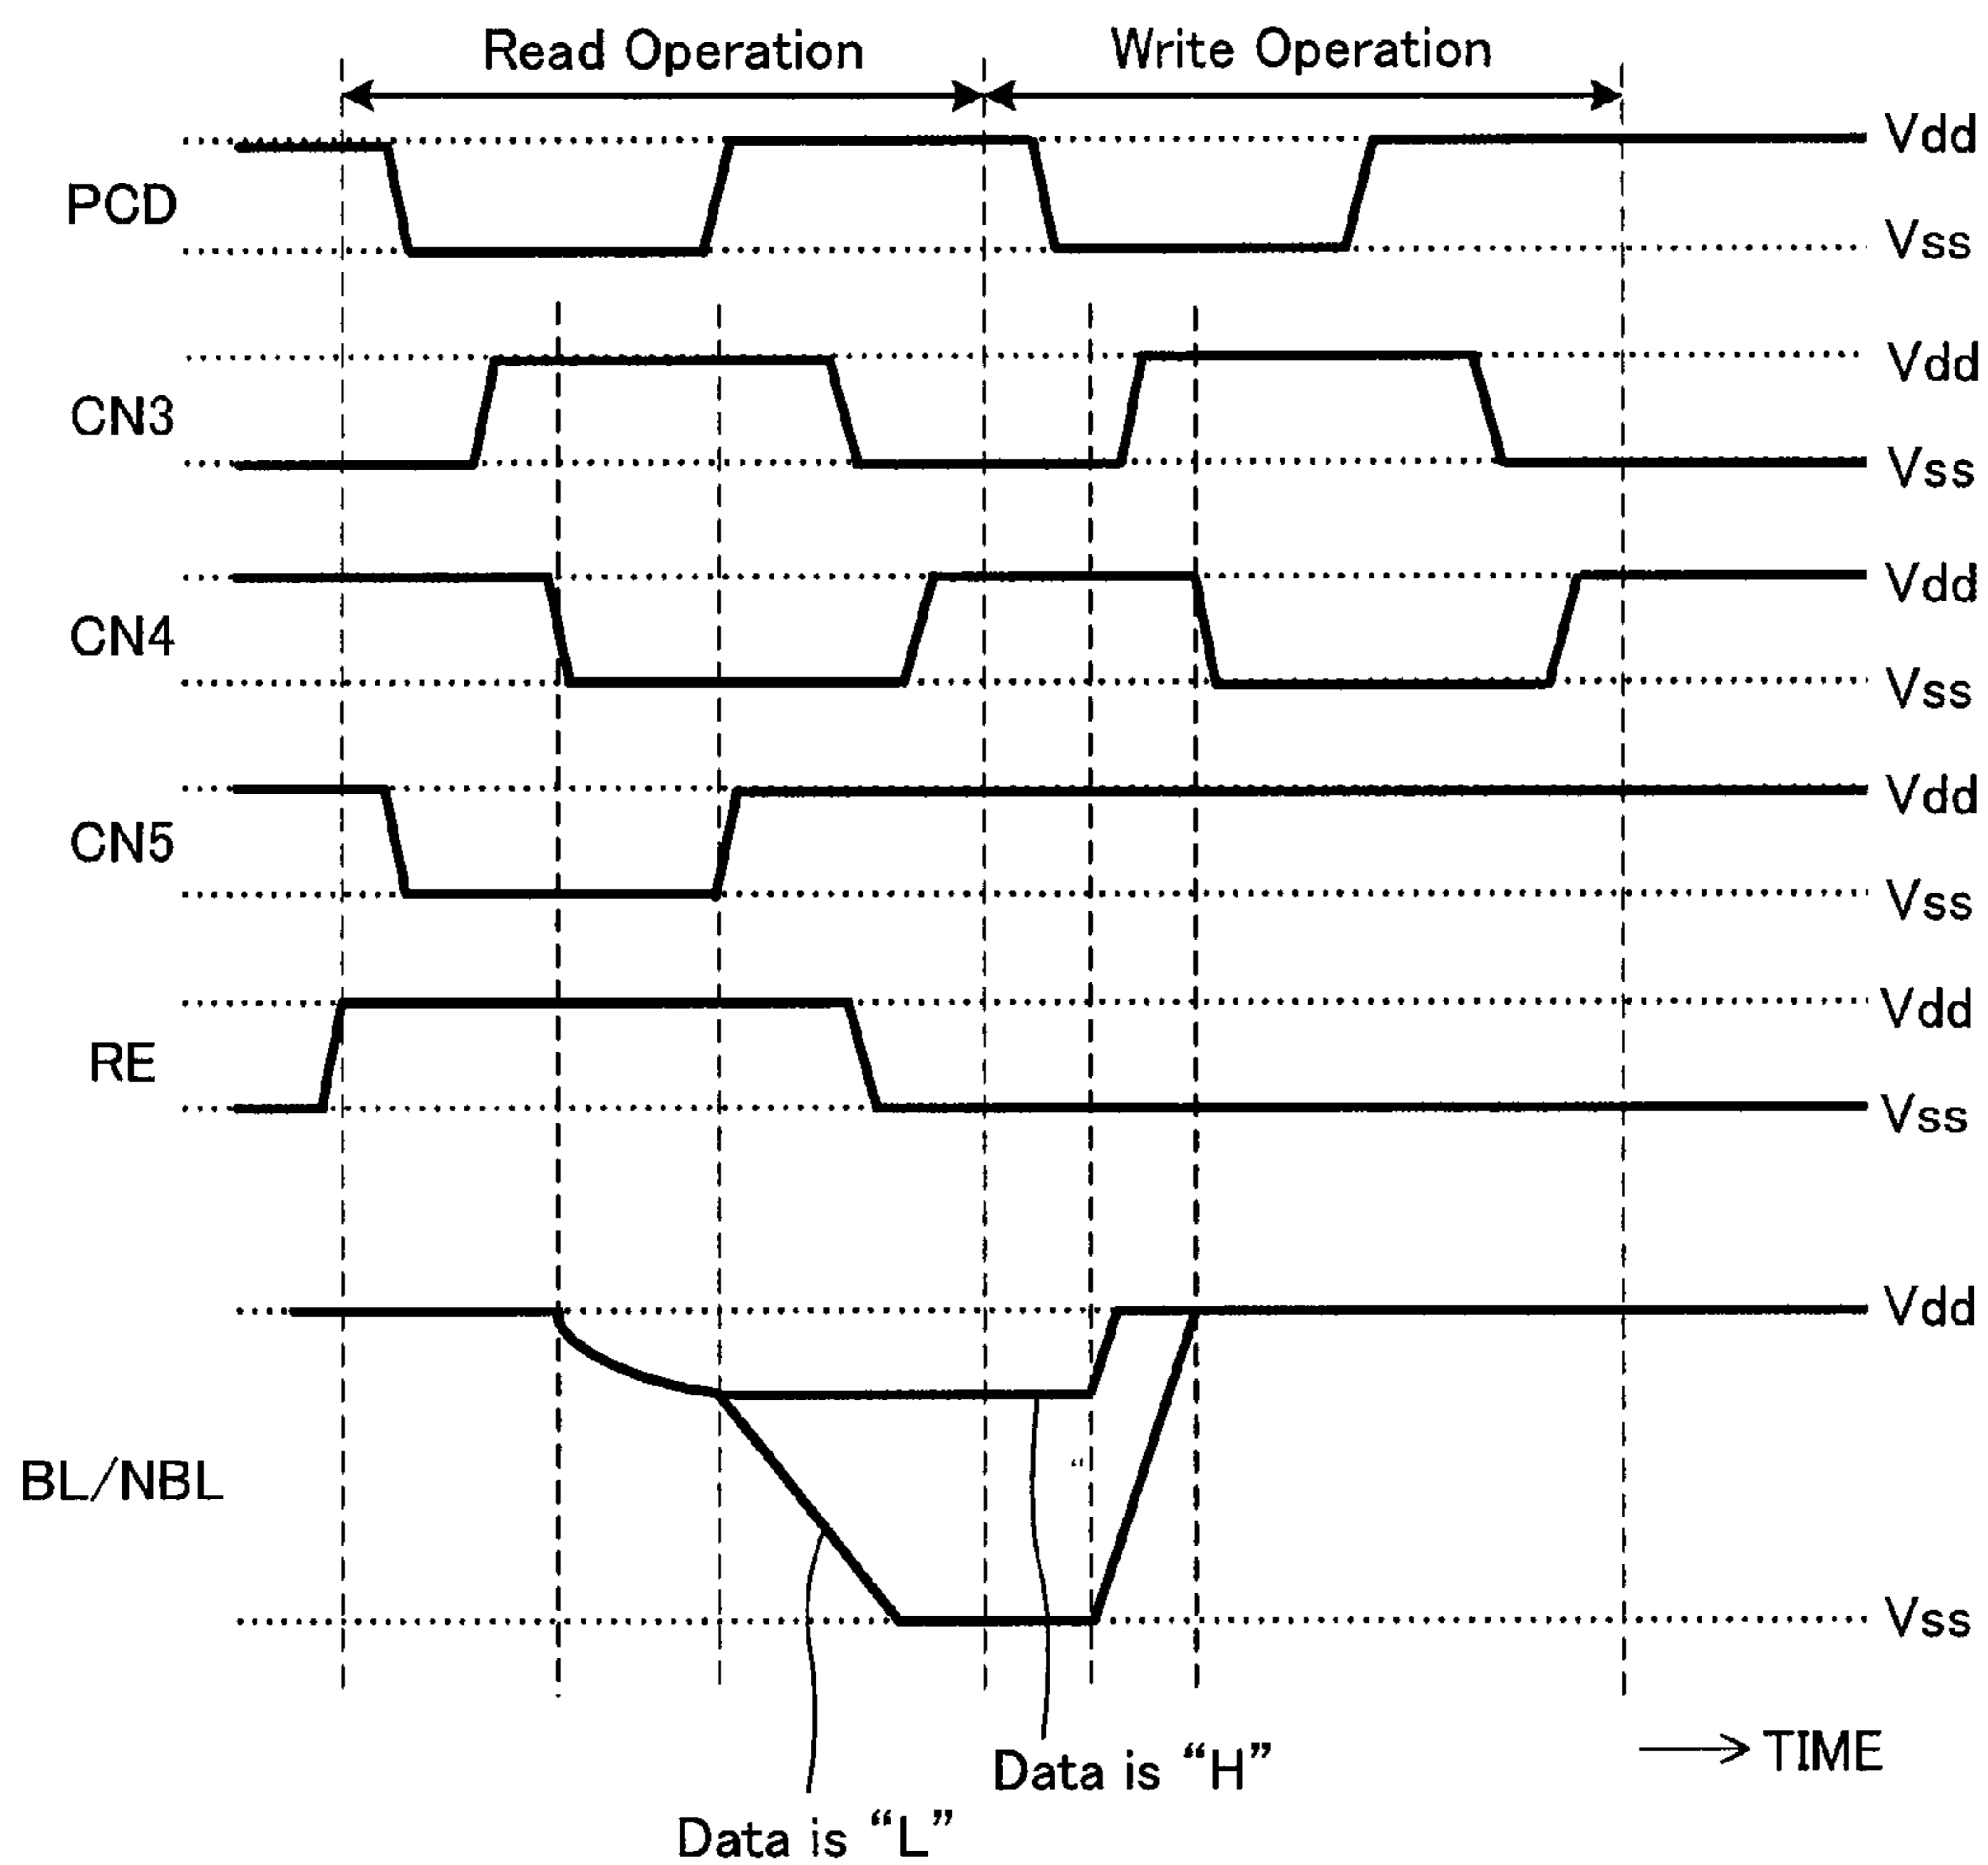 Read Operation
Write Operation
PCD
Vdd
Vss
CN3
Vdd
Vss
CN4
Vdd
Vss
CN5
Vdd
Vss
RE
Vdd
Vss
BL/NBL
Vdd
Vss
TIME
Data is “H”
Data is “L”